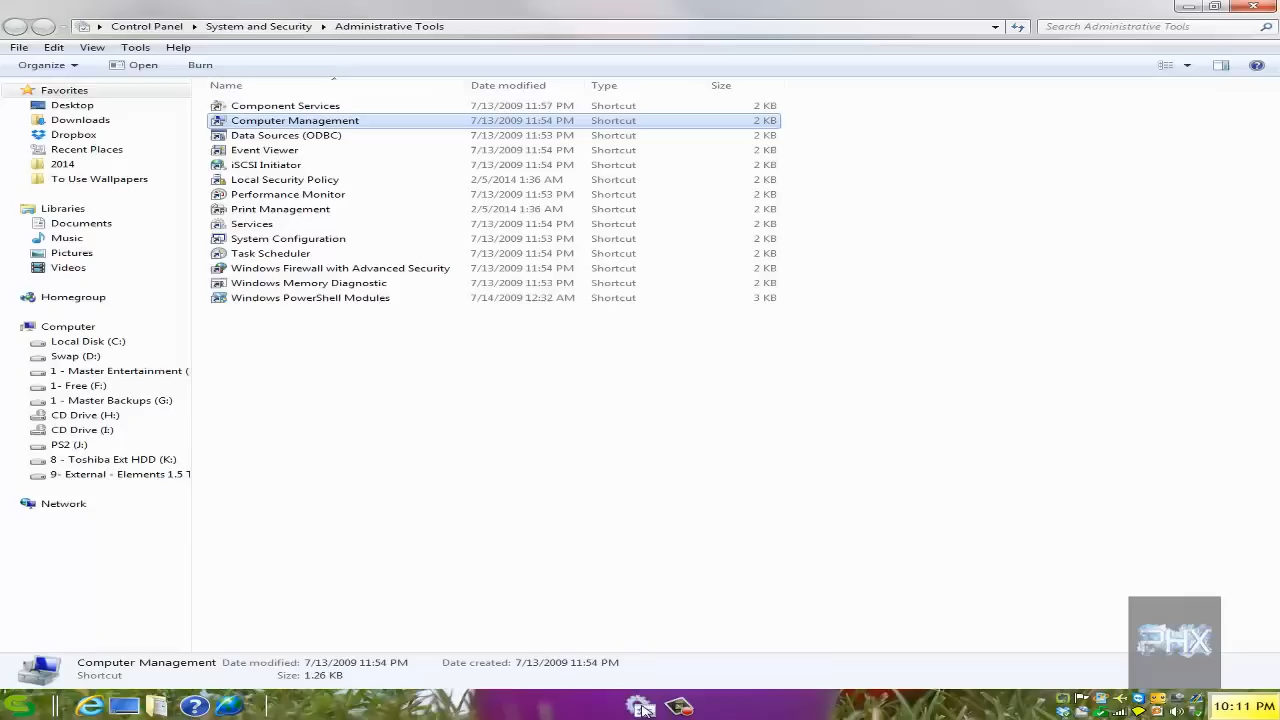 Control Panel System and Security Administrative Tools Search Administrative Tools
File Edit View Tools Help
Organize Open Burn
Name Date modified Type Size
Favorites
Desktop
Downloads
Dropbox
Recent Places
2014
To Use Wallpapers
Libraries
Documents
Music
Pictures
Videos
Homegroup
Computer
Local Disk (C:)
Swap (D:)
1 - Master Entertainment (
1- Free (F:)
1 - Master Backups (G:)
CD Drive (H:)
CD Drive (I:)
PS2 (J:)
8 - Toshiba Ext HDD (K:)
9- External - Elements 1.5 T
Network
Component Services 7/13/2009 11:57 PM Shortcut 2 KB
Computer Management 7/13/2009 11:54 PM Shortcut 2 KB
Data Sources (ODBC) 7/13/2009 11:53 PM Shortcut 2 KB
Event Viewer 7/13/2009 11:54 PM Shortcut 2 KB
iSCSI Initiator 7/13/2009 11:54 PM Shortcut 2 KB
Local Security Policy 2/5/2014 1:36 AM Shortcut 2 KB
Performance Monitor 7/13/2009 11:53 PM Shortcut 2 KB
Print Management 2/5/2014 1:36 AM Shortcut 2 KB
Services 7/13/2009 11:54 PM Shortcut 2 KB
System Configuration 7/13/2009 11:53 PM Shortcut 2 KB
Task Scheduler 7/13/2009 11:54 PM Shortcut 2 KB
Windows Firewall with Advanced Security 7/13/2009 11:54 PM Shortcut 2 KB
Windows Memory Diagnostic 7/13/2009 11:53 PM Shortcut 2 KB
Windows PowerShell Modules 7/14/2009 12:32 AM Shortcut 3 KB
PHX
Computer Management Date modified: 7/13/2009 11:54 PM Date created: 7/13/2009 11:54 PM
Shortcut Size: 1.26 KB
10:11 PM